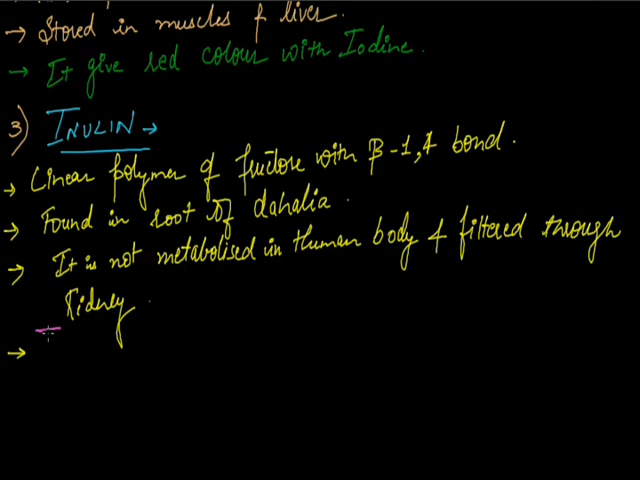 → Stored in muscles & liver.
→ It give red colour with Iodine.
3) INULIN →
→ Linear polymer of fructose with β-1,4 bond.
→ Found in root of dahalia.
→ It is not metabolised in Human body & filtered through
Kidney.
→